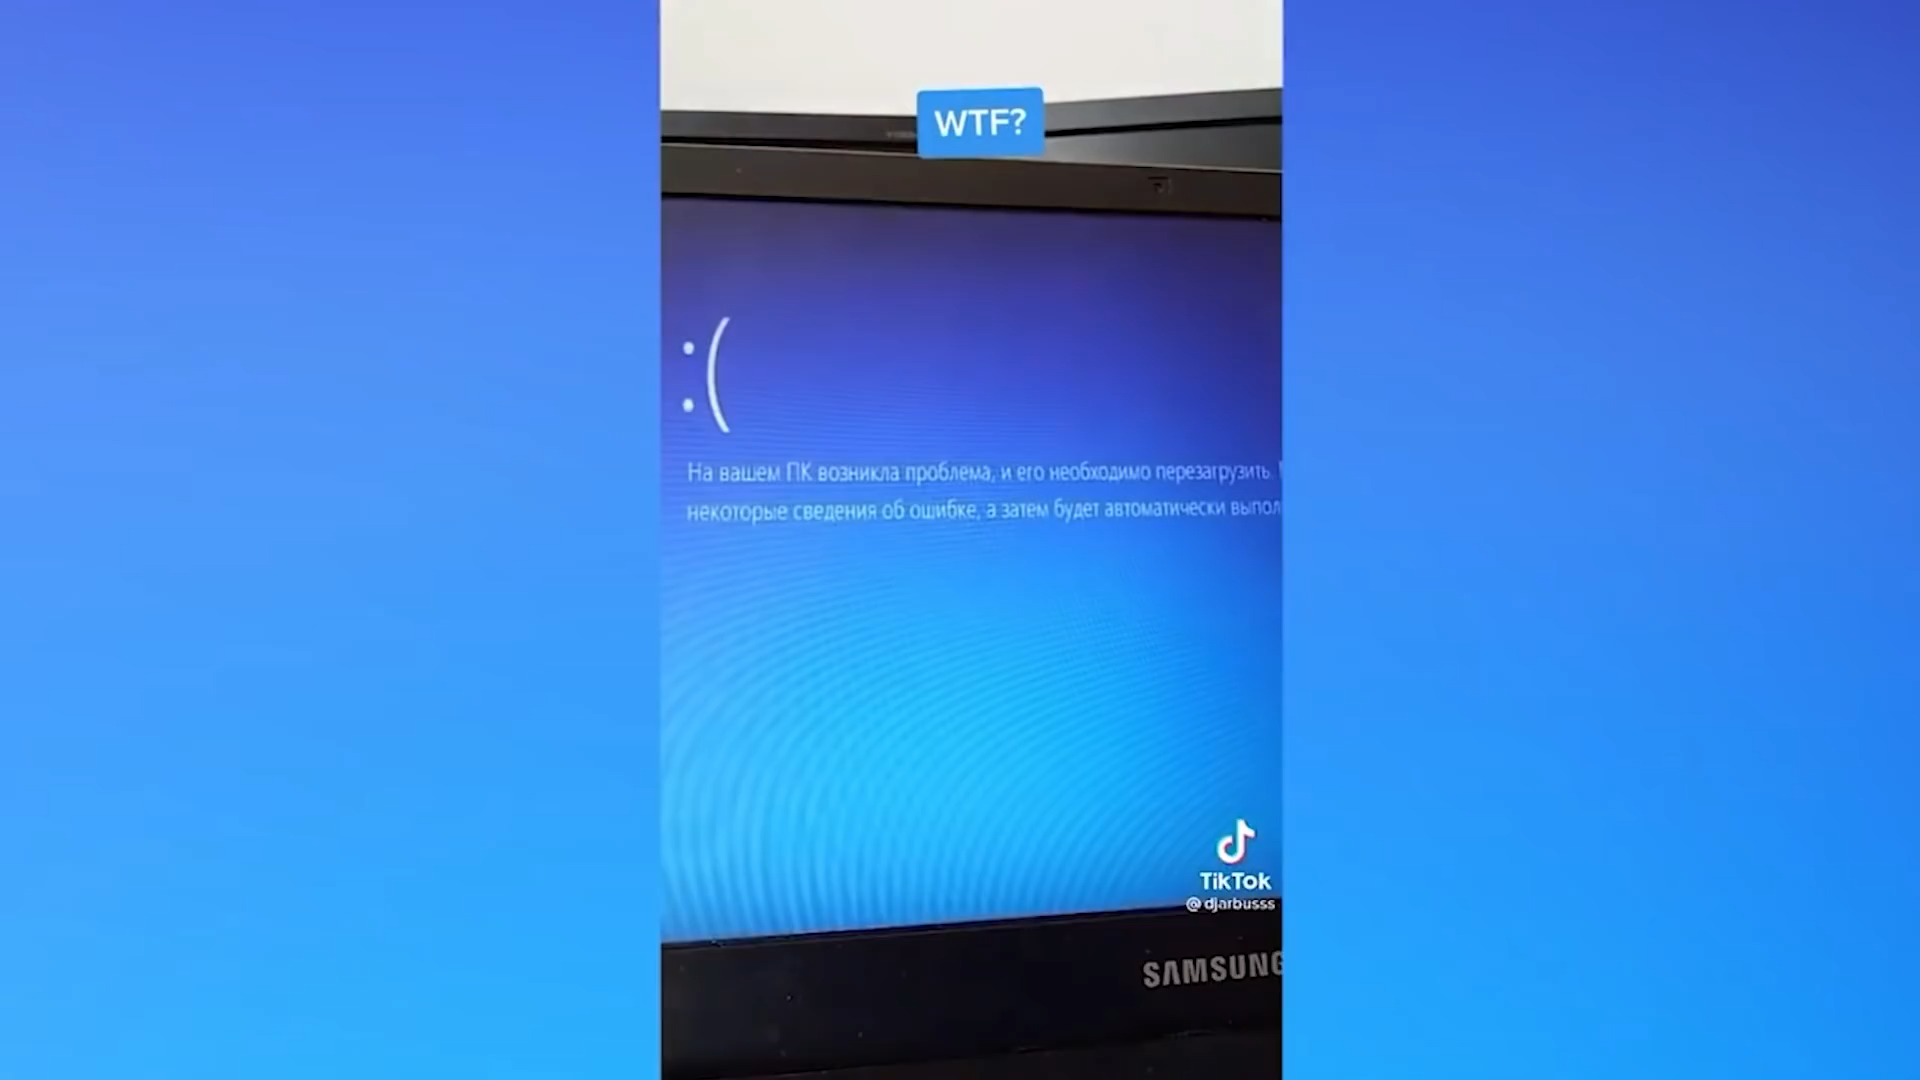 WTF?
:(
На вашем ПК возникла проблема, и его необходимо перезагрузить.
некоторые сведения об ошибке, а затем будет автоматически выпол
TikTok
@djarbusss
SAMSUNG